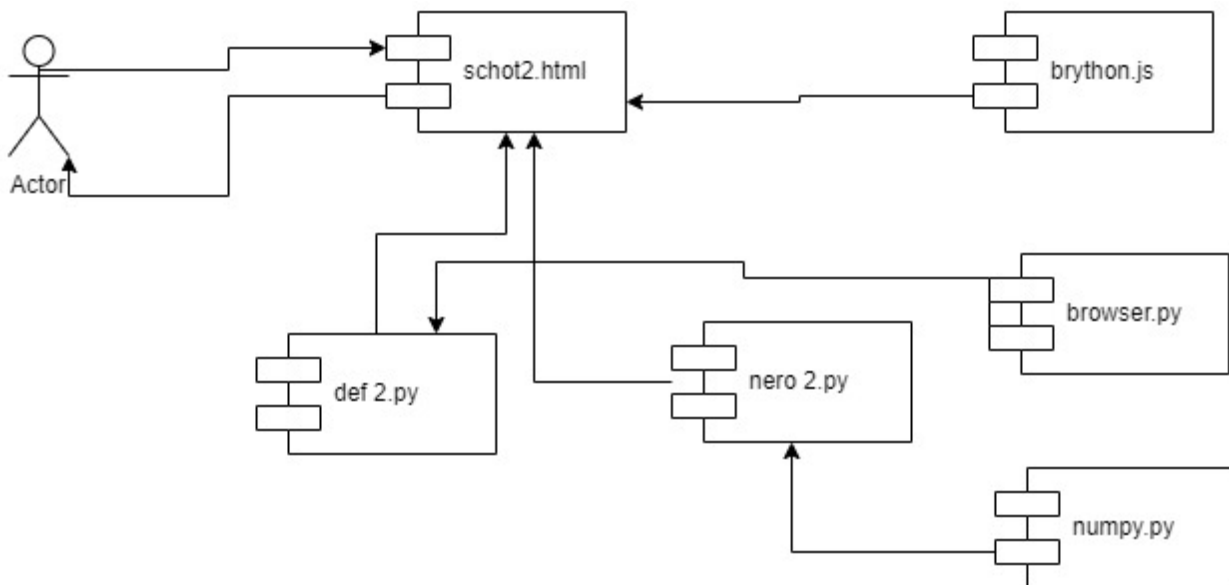 schot2.html
brython.js
Actor
browser.py
def 2.py
nero 2.py
numpy.py